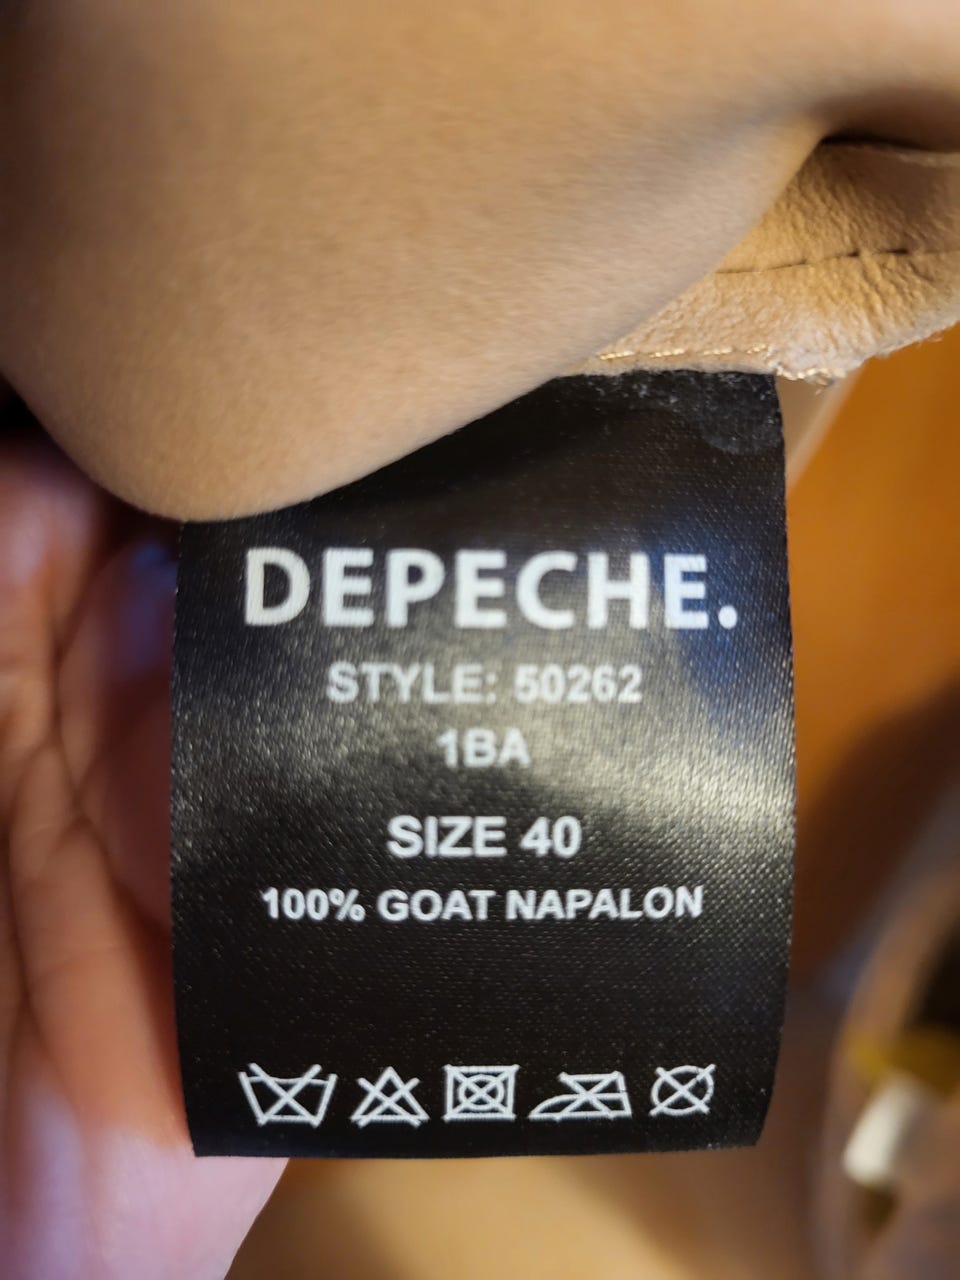 DEPECHE.
STYLE: 50262
1BA
SIZE 40
100% GOAT NAPALON